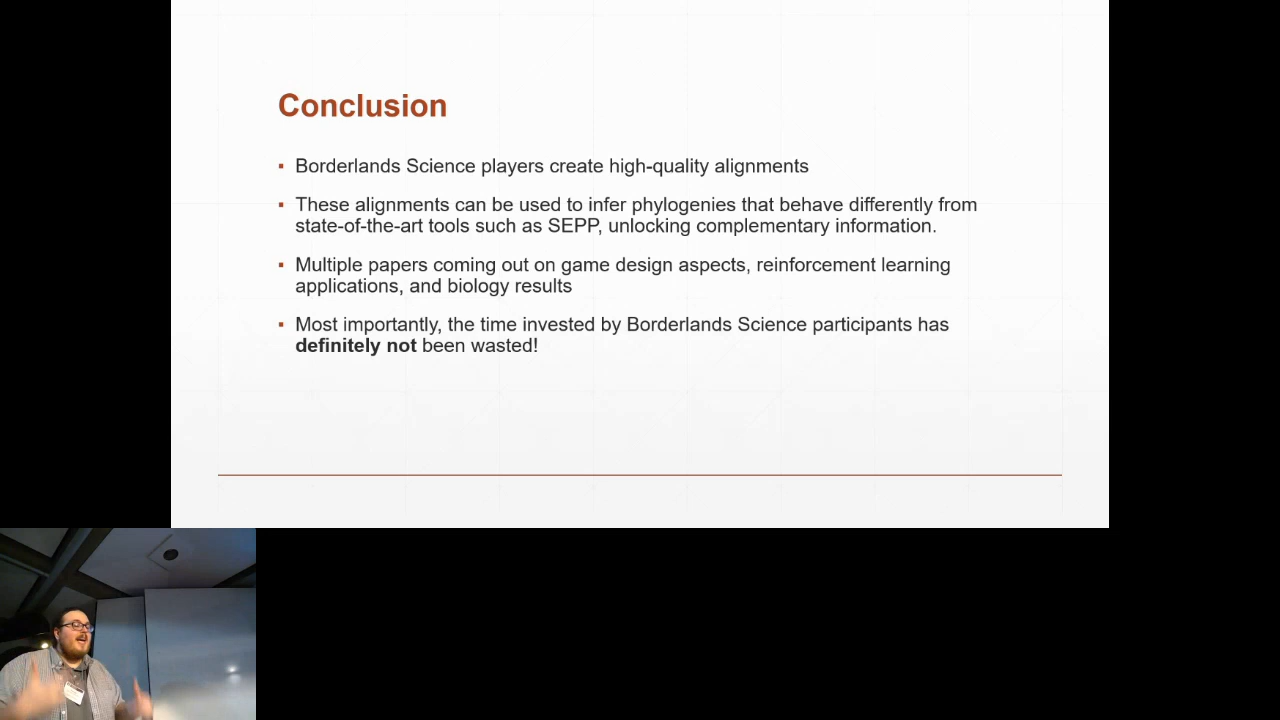 Conclusion
▪ Borderlands Science players create high-quality alignments
▪ These alignments can be used to infer phylogenies that behave differently from
state-of-the-art tools such as SEPP, unlocking complementary information.
▪ Multiple papers coming out on game design aspects, reinforcement learning
applications, and biology results
▪ Most importantly, the time invested by Borderlands Science participants has
definitely not been wasted!